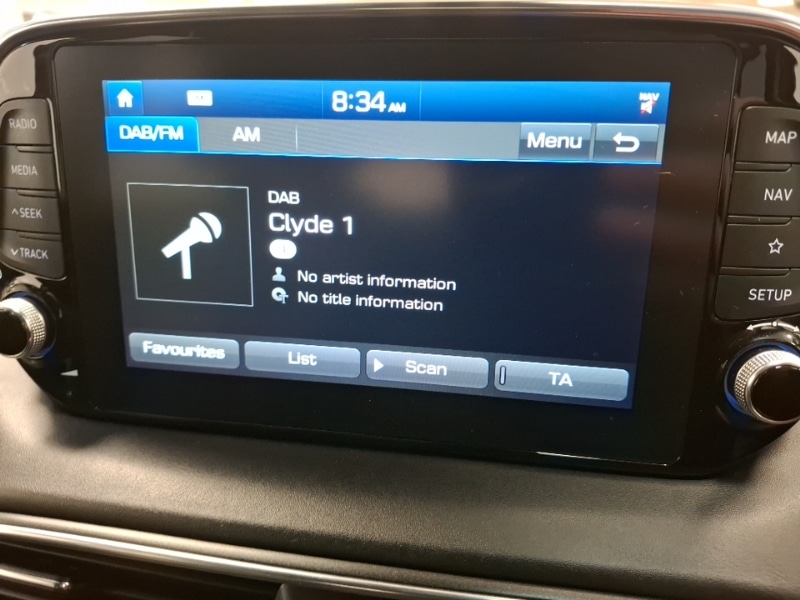 8:34 AM NAV
DAB/FM AM Menu
DAB
Clyde 1
No artist information
No title information
Favourites List Scan TA
RADIO
MEDIA
SEEK
TRACK
MAP
NAV
SETUP